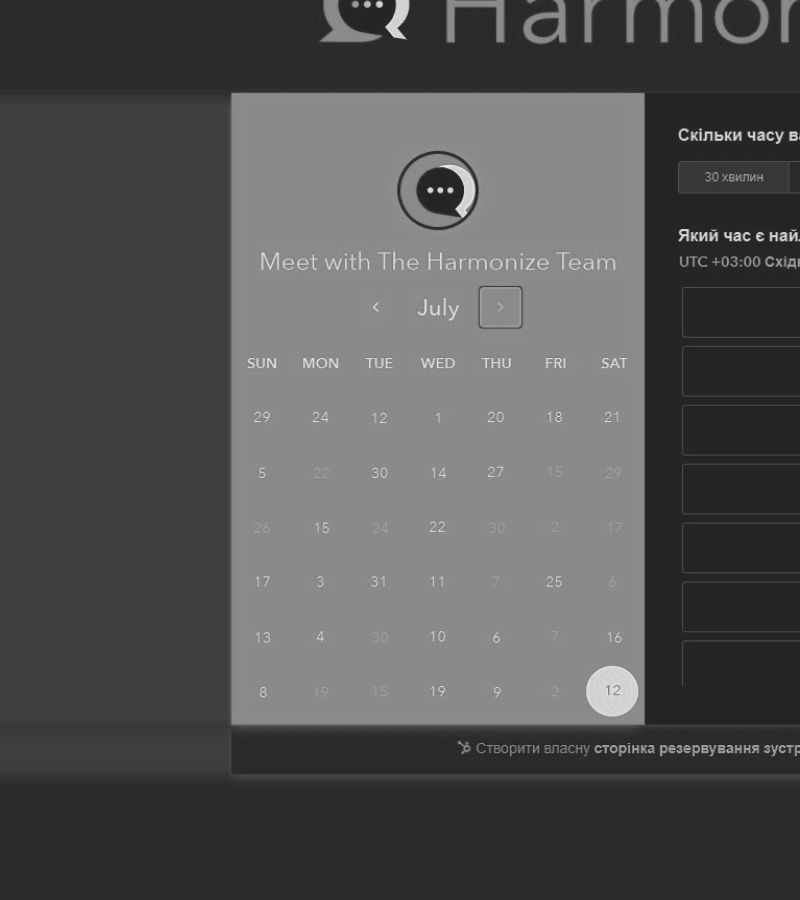 Harmon
Meet with The Harmonize Team
July
SUN MON TUE WED THU FRI SAT
29 24 12 1 20 18 21
5 22 30 14 27 15 29
26 15 24 22 30 2 17
17 3 31 11 7 25 6
13 4 30 10 6 7 16
8 19 15 19 9 2 12
Скільки часу ва
30 хвилин
Який час є най
UTC +03:00 Східн
Створити власну сторінка резервування зустр